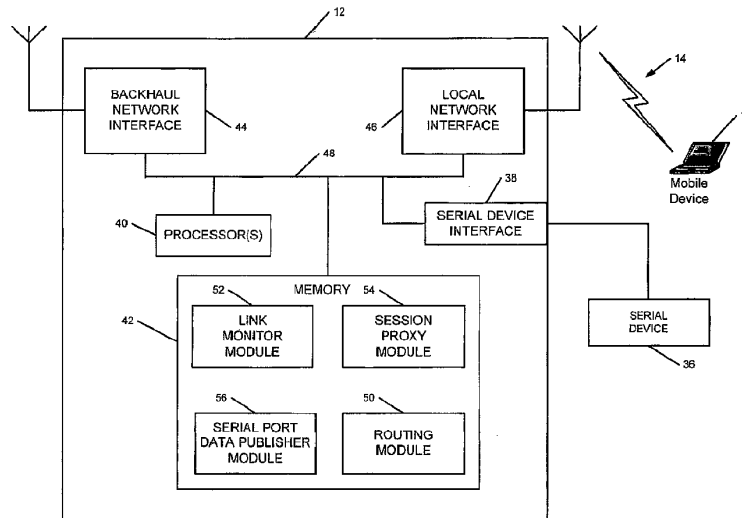 12
14
BACKHAUL
NETWORK
INTERFACE
44
46
LOCAL
NETWORK
INTERFACE
48
Mobile
Device
38
40
PROCESSOR(S)
SERIAL DEVICE
INTERFACE
MEMORY
52
54
42
LINK
MONITOR
MODULE
SESSION
PROXY
MODULE
SERIAL
DEVICE
36
56
50
SERIAL PORT
DATA PUBLISHER
MODULE
ROUTING
MODULE